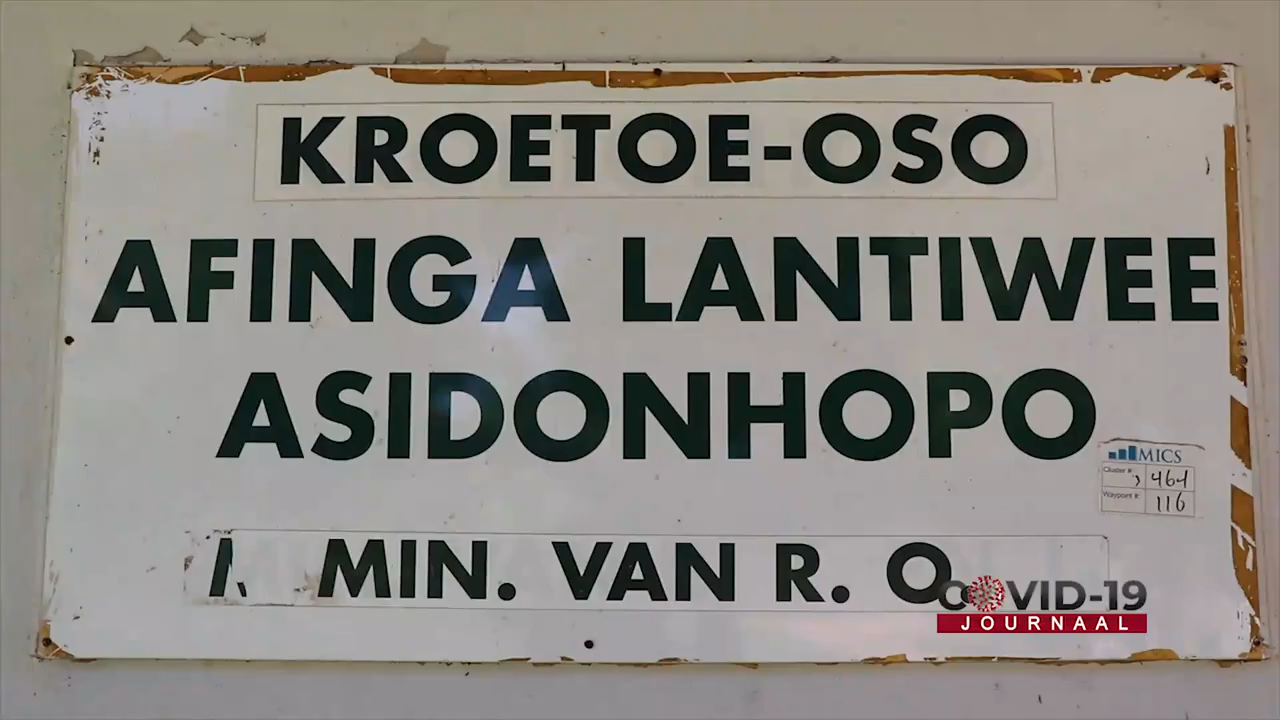 KROETOE-OSO
AFINGA LANTIWEE
ASIDONHOPO
MICS
Cluster #: 464
Waypoint #: 116
MIN. VAN R. O.
COVID-19
JOURNAAL